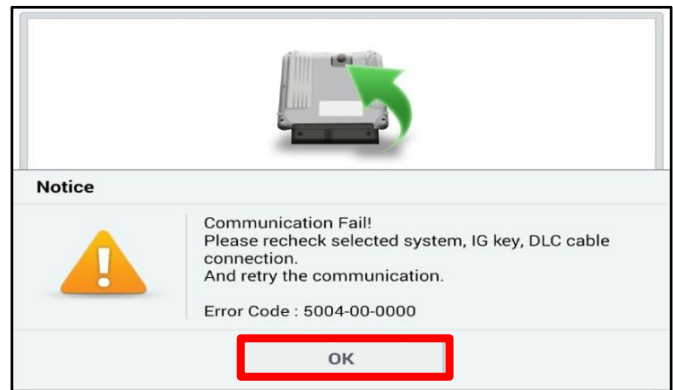 Notice
Communication Fail!
Please recheck selected system, IG key, DLC cable
connection.
And retry the communication.
Error Code : 5004-00-0000
OK